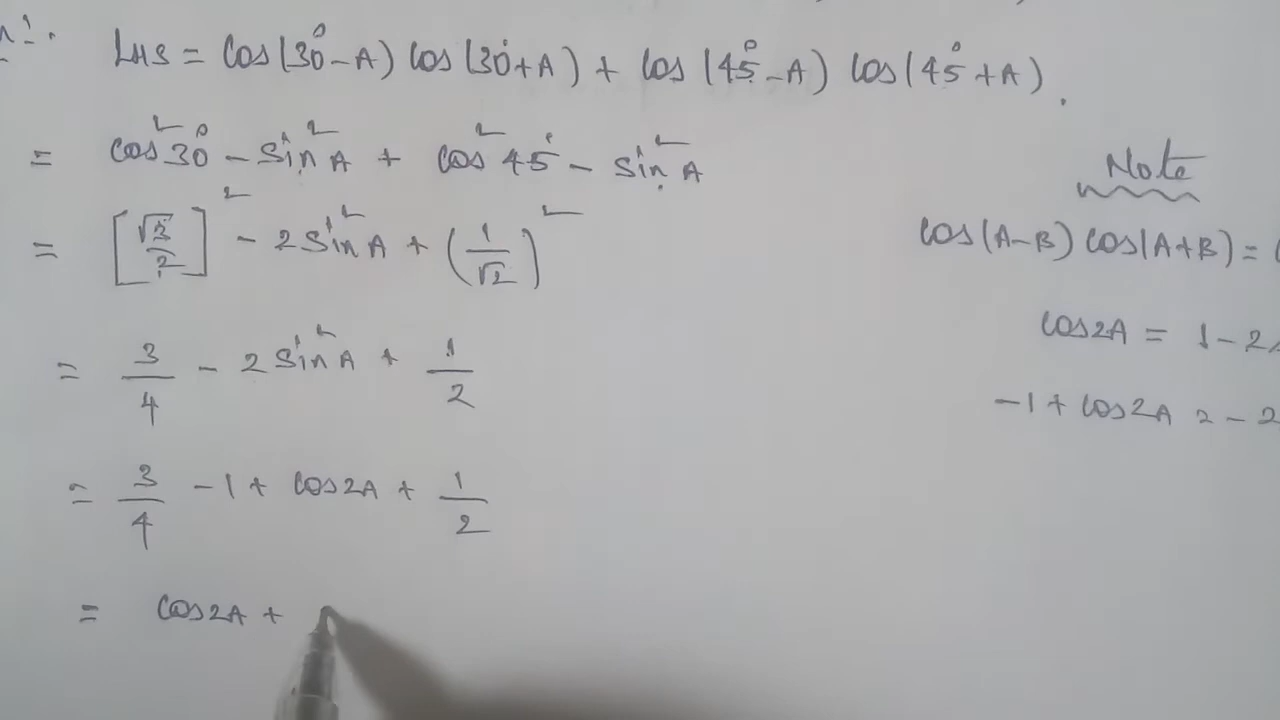 LHS = cos(30°-A) cos(30°+A) + cos(45°-A) cos(45°+A).
= cos²30° - sin²A + cos²45° - sin²A
= [√3/2]² - 2sin²A + (1/√2)²
= 3/4 - 2sin²A + 1/2
= 3/4 - 1 + cos2A + 1/2
= cos2A +
Note
cos(A-B) cos(A+B) =
cos2A = 1 - 2
-1 + cos2A = - 2